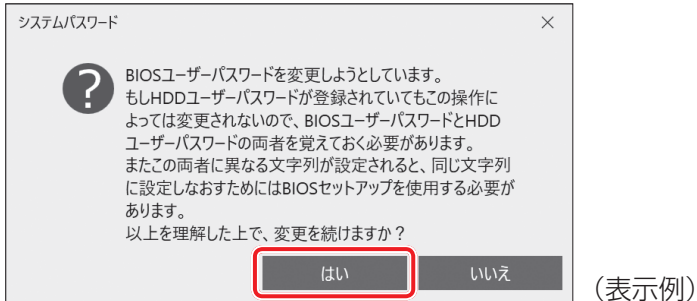 システムパスワード
BIOSユーザーパスワードを変更しようとしています。
もしHDDユーザーパスワードが登録されていてもこの操作に
よっては変更されないので、BIOSユーザーパスワードとHDD
ユーザーパスワードの両者を覚えておく必要があります。
またこの両者に異なる文字列が設定されると、同じ文字列
に設定しなおすためにはBIOSセットアップを使用する必要が
あります。
以上を理解した上で、変更を続けますか？
はい いいえ
（表示例）